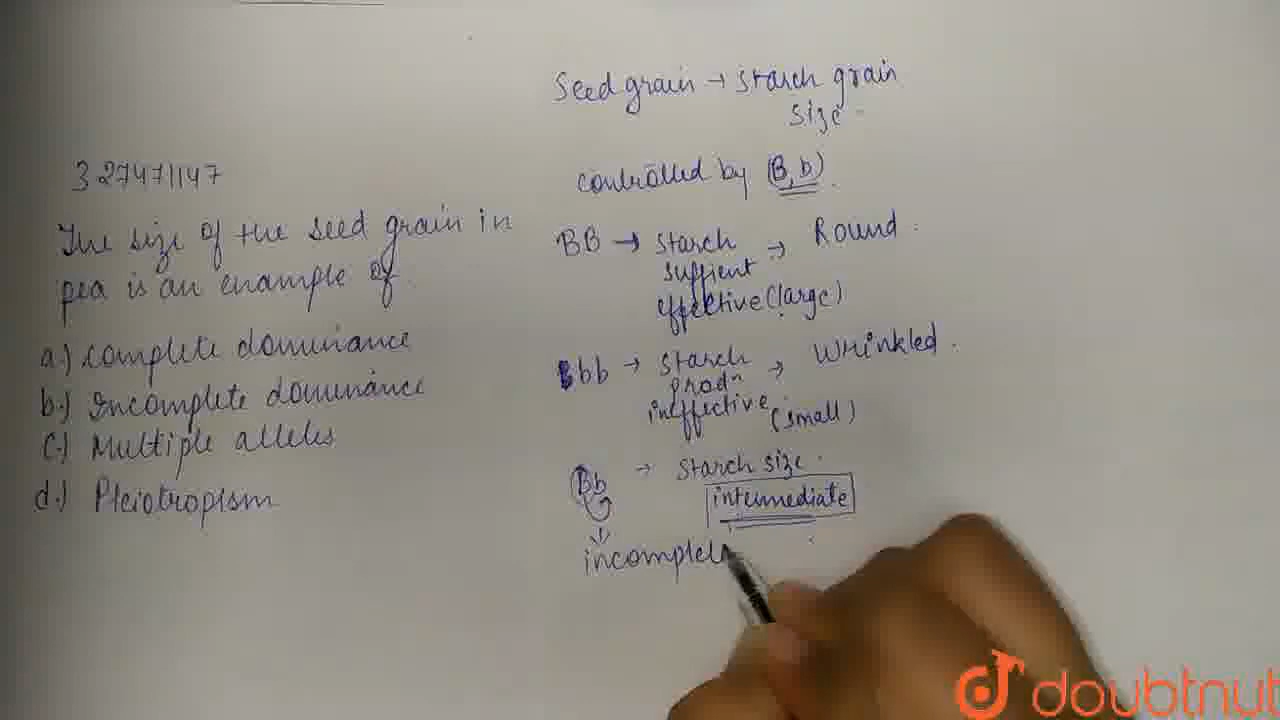 327471147
The size of the seed grain in
pea is an example of
a.) complete dominance
b.) Incomplete dominance
c.) Multiple alleles
d.) Pleiotropism
Seed grain → starch grain
size
controlled by (B, b)
BB → starch → Round
suffient
effective (large)
bb → starch → Wrinkled
prodⁿ
ineffective (small)
Bb → starch size
intermediate
incomplete
doubtnut